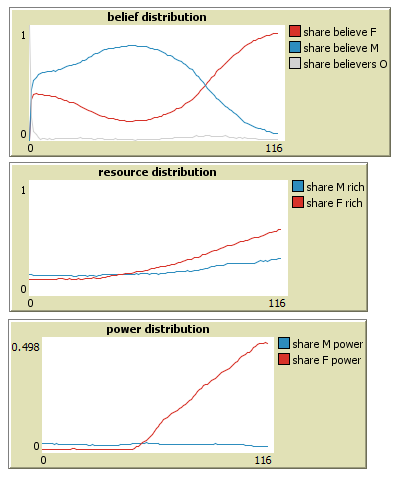 belief distribution
1
share believe F
share believe M
share believers O
0
0
116
resource distribution
1
share M rich
share F rich
0
0
116
power distribution
0.498
share M power
share F power
0
0
116